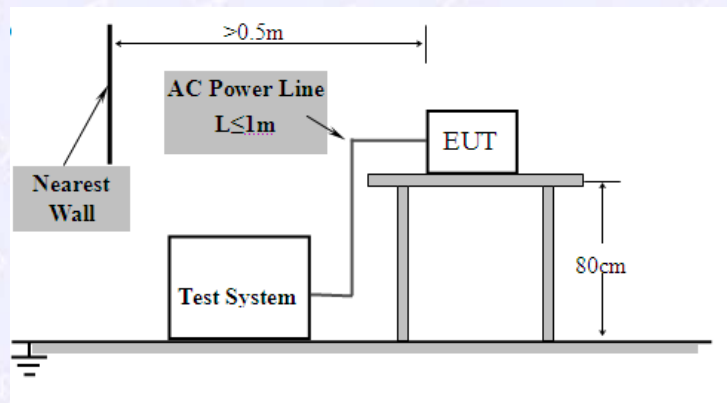 >0.5m
AC Power Line
L≤1m
EUT
Nearest
Wall
80cm
Test System